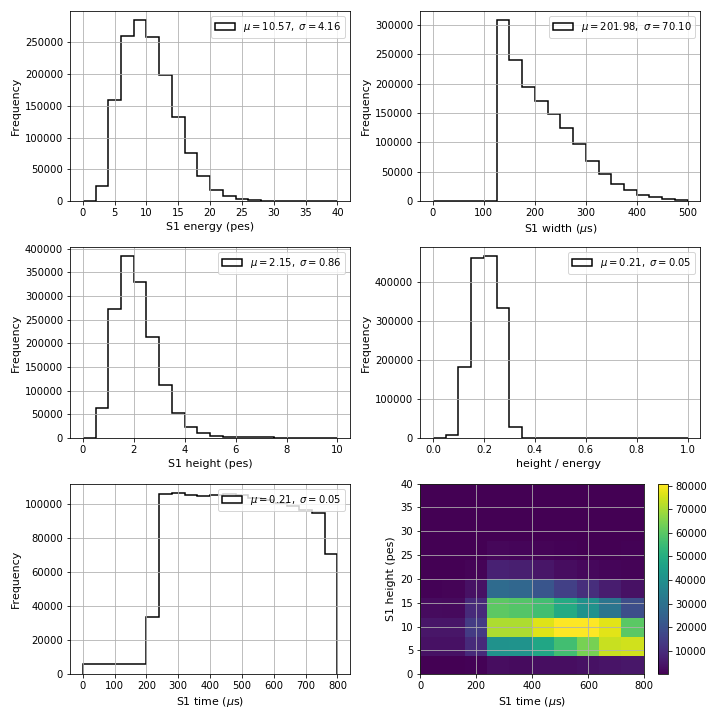 250000
200000
150000
100000
50000
0
Frequency
μ = 10.57, σ = 4.16
0 5 10 15 20 25 30 35 40
S1 energy (pes)
300000
250000
200000
150000
100000
50000
0
Frequency
μ = 201.98, σ = 70.10
0 100 200 300 400 500
S1 width (μs)
400000
350000
300000
250000
200000
150000
100000
50000
0
Frequency
μ = 2.15, σ = 0.86
0 2 4 6 8 10
S1 height (pes)
400000
300000
200000
100000
0
Frequency
μ = 0.21, σ = 0.05
0.0 0.2 0.4 0.6 0.8 1.0
height / energy
100000
80000
60000
40000
20000
0
Frequency
μ = 0.21, σ = 0.05
0 100 200 300 400 500 600 700 800
S1 time (μs)
40
35
30
25
20
15
10
5
0
S1 height (pes)
0 200 400 600 800
S1 time (μs)
80000
70000
60000
50000
40000
30000
20000
10000